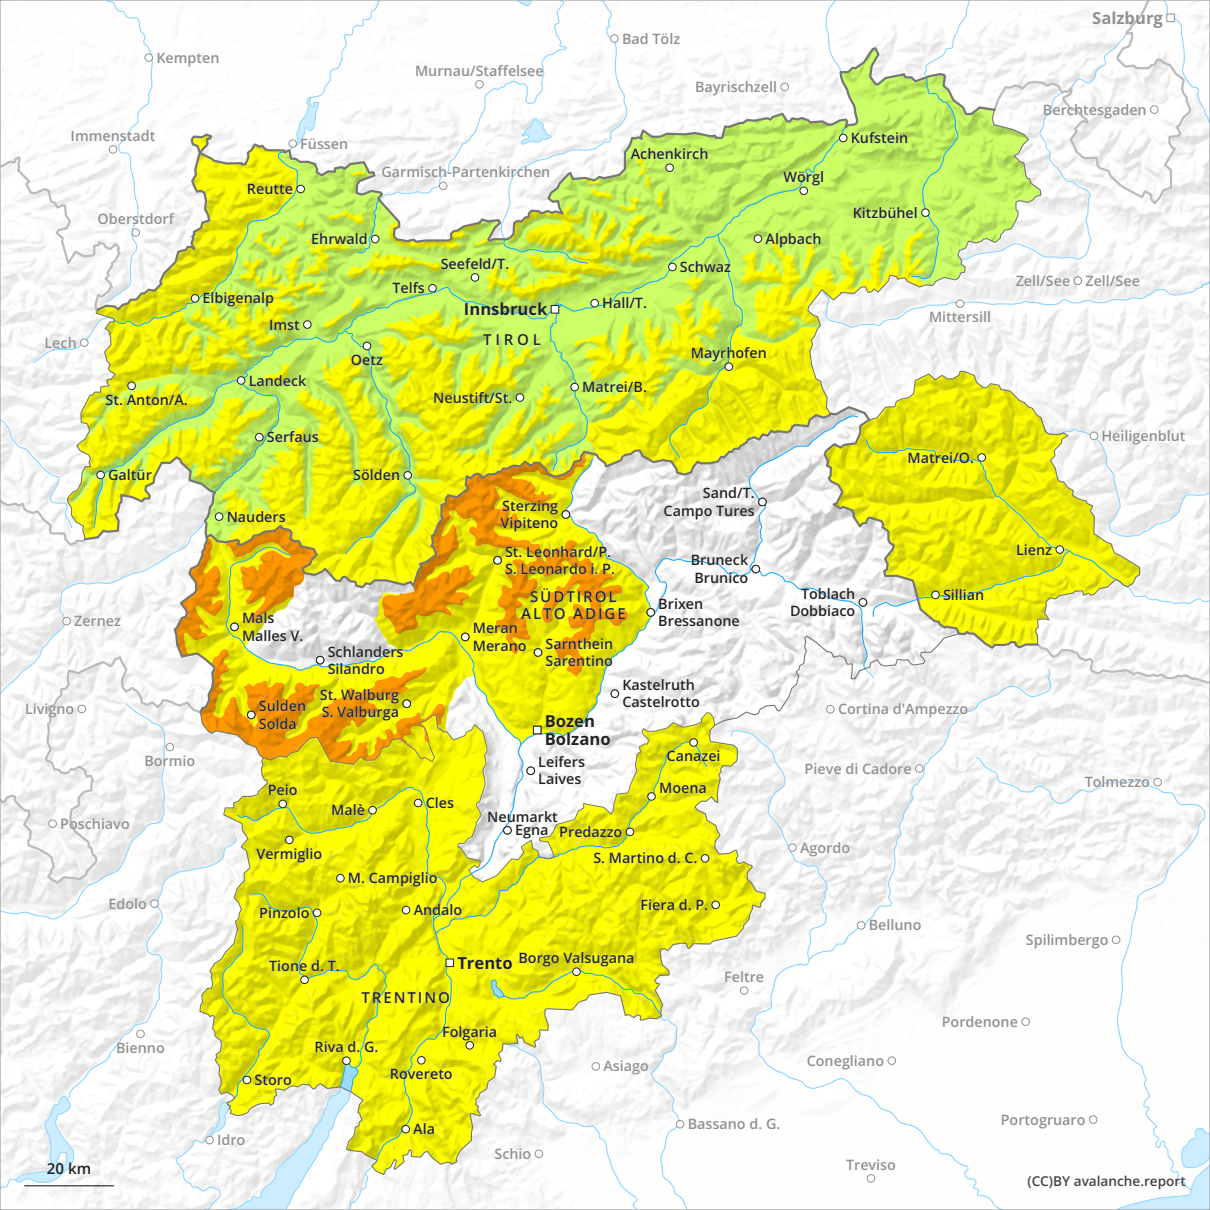 Salzburg
Bad Tölz
Kempten
Murnau/Staffelsee
Bayrischzell
Berchtesgaden
Immenstadt
Füssen
Kufstein
Achenkirch
Garmisch-Partenkirchen
Wörgl
Reutte
Oberstdorf
Kitzbühel
Ehrwald
Alpbach
Seefeld/T.
Schwaz
Zell/See
Zell/See
Telfs
Elbigenalp
Hall/T.
Innsbruck
Mittersill
Imst
TIROL
Lech
Mayrhofen
Oetz
Landeck
Matrei/B.
St. Anton/A.
Neustift/St.
Serfaus
Heiligenblut
Matrei/O.
Galtür
Sölden
Sand/T.
Campo Tures
Sterzing
Vipiteno
Nauders
St. Leonhard/P.
S. Leonardo i. P.
Lienz
Bruneck
Brunico
SÜDTIROL
ALTO ADIGE
Toblach
Dobbiaco
Sillian
Brixen
Bressanone
Zernez
Mals
Malles V.
Meran
Merano
Sarnthein
Sarentino
Schlanders
Silandro
Kastelruth
Castelrotto
St. Walburg
S. Valburga
Sulden
Solda
Livigno
Cortina d'Ampezzo
Bozen
Bolzano
Bormio
Canazei
Leifers
Laives
Pieve di Cadore
Tolmezzo
Peio
Moena
Malè
Cles
Neumarkt
Egna
Poschiavo
Predazzo
Vermiglio
Agordo
S. Martino d. C.
M. Campiglio
Edolo
Pinzolo
Andalo
Fiera d. P.
Belluno
Spilimbergo
Trento
Borgo Valsugana
Tione d. T.
Feltre
TRENTINO
Pordenone
Folgaria
Bienno
Riva d. G.
Conegliano
Rovereto
Asiago
Storo
Portogruaro
Bassano d. G.
Ala
Idro
Schio
Treviso
20 km
(CC)BY avalanche.report